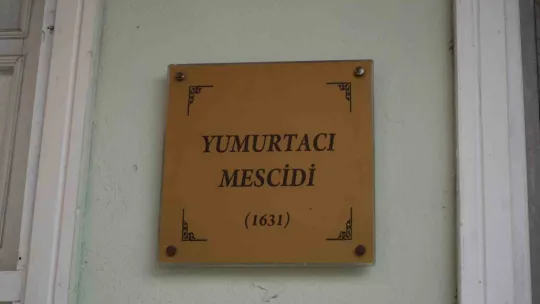 YUMURTACI
MESCİDİ
(1631)